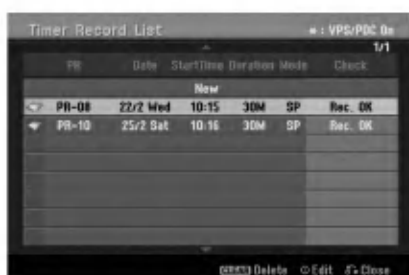 Timer Record List ✱ : VPS/PDC On
1/1
PR Date StartTime Duration Mode Check
New
PR-08 22/2 Wed 10:15 30M SP Rec. OK
PR-10 25/2 Sat 10:16 30M SP Rec. OK
CLEAR Delete Edit Close